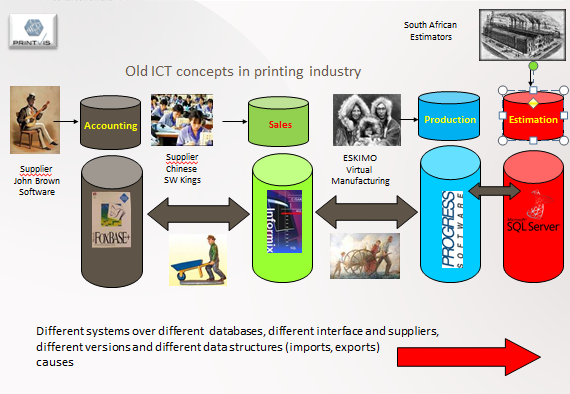 PRINTVIS
South African
Estimators
Old ICT concepts in printing industry
Accounting
Sales
Production
Estimation
Supplier
John Brown
Software
Supplier
Chinese
SW Kings
ESKIMO
Virtual
Manufacturing
FOXBASE+
informix
PROGRESS
SOFTWARE
Microsoft
SQL Server
Different systems over different databases, different interface and suppliers,
different versions and different data structures (imports, exports)
causes